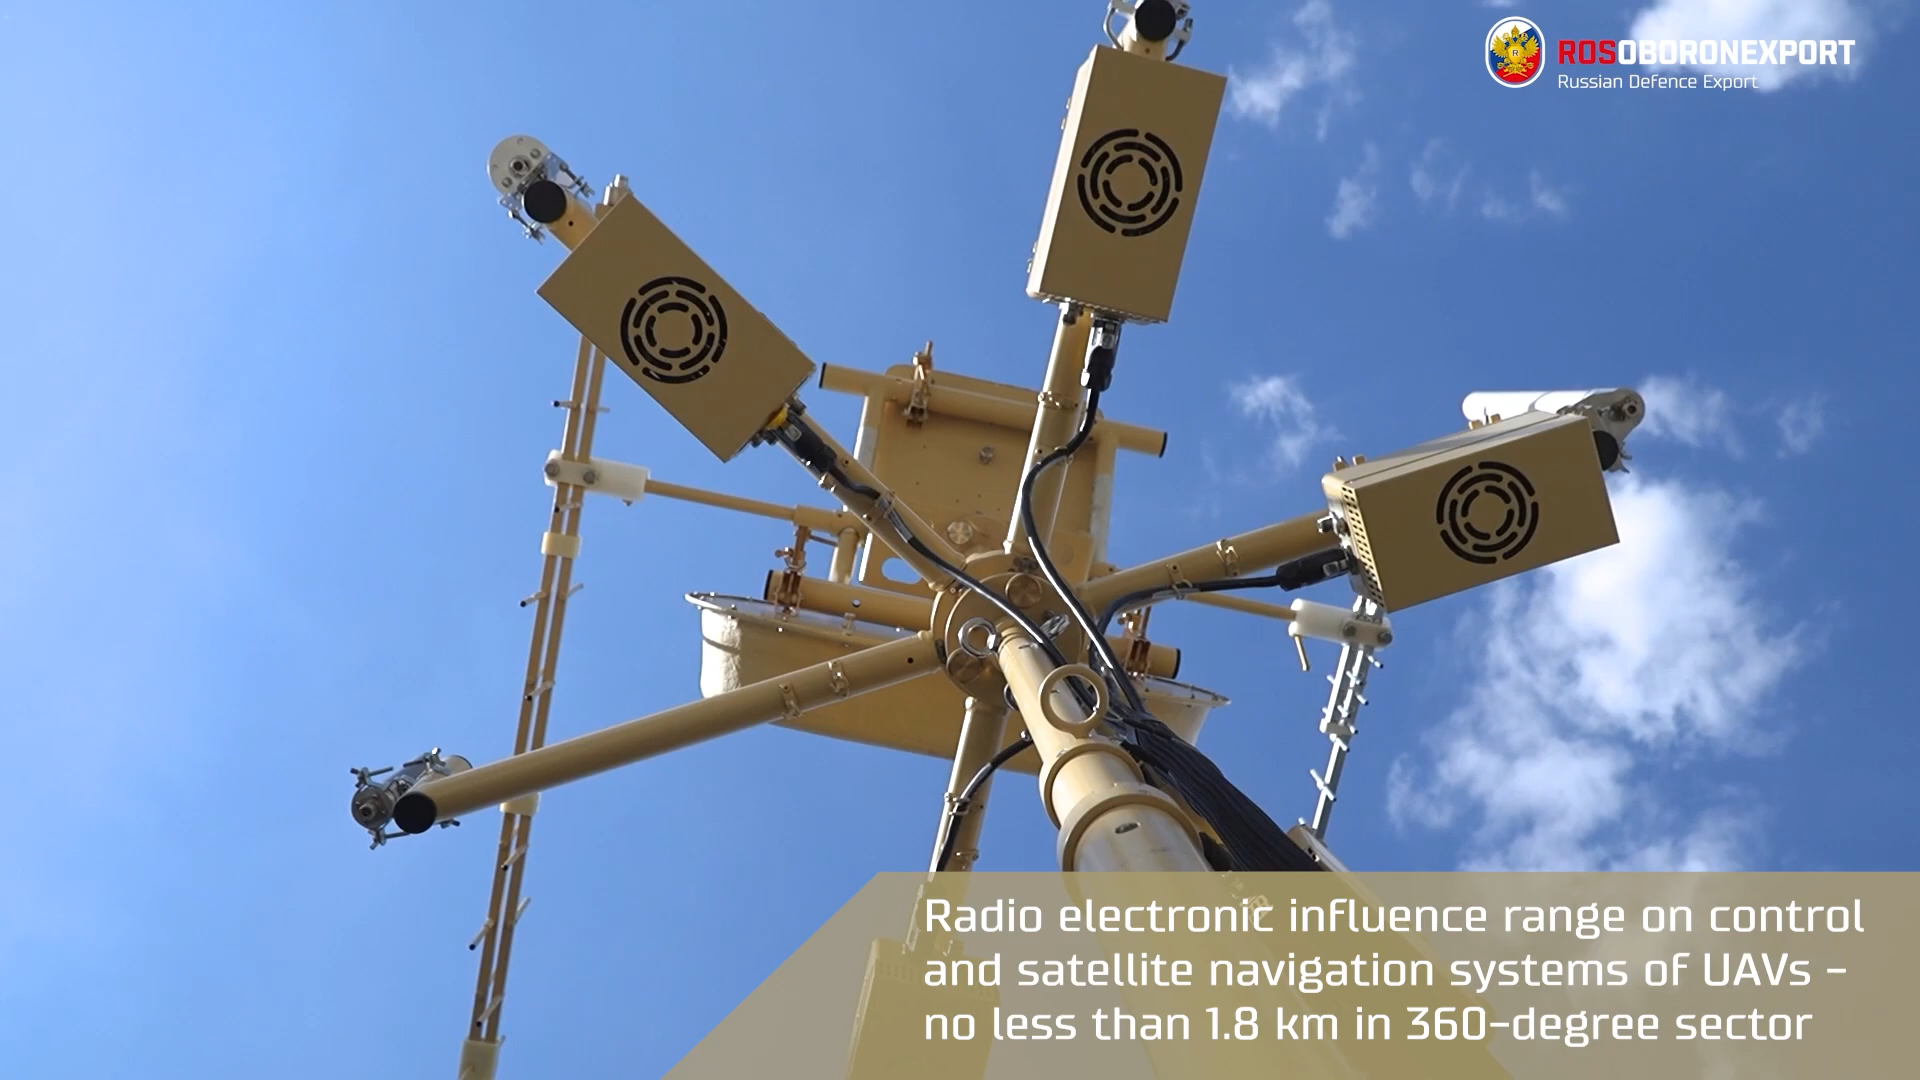 ROSOBORONEXPORT
Russian Defence Export
Radio electronic influence range on control
and satellite navigation systems of UAVs -
no less than 1.8 km in 360-degree sector